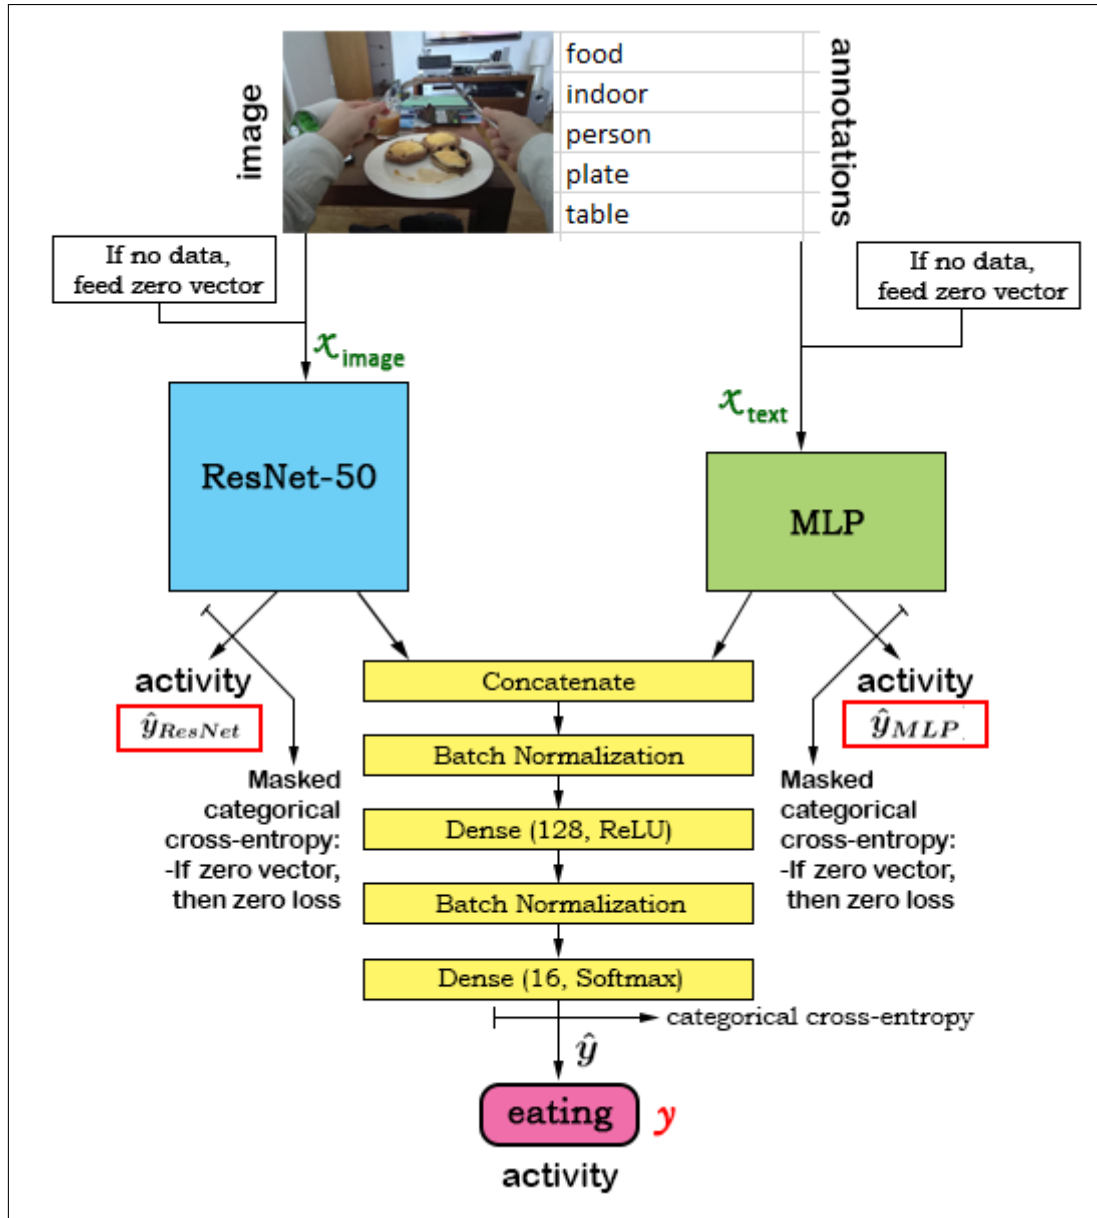 image
food
indoor
person
plate
table
annotations
If no data,
feed zero vector
If no data,
feed zero vector
x image
x text
ResNet-50
MLP
activity
ŷ ResNet
Masked
categorical
cross-entropy:
-If zero vector,
then zero loss
Concatenate
Batch Normalization
Dense (128, ReLU)
Batch Normalization
Dense (16, Softmax)
activity
ŷ MLP
Masked
categorical
cross-entropy:
-If zero vector,
then zero loss
categorical cross-entropy
ŷ
eating y
activity